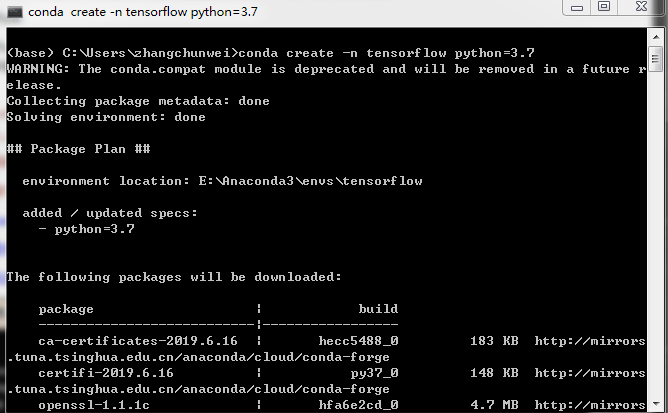 conda  create -n tensorflow python=3.7
(base) C:\Users\zhangchunwei>conda create -n tensorflow python=3.7
WARNING: The conda.compat module is deprecated and will be removed in a future r
elease.
Collecting package metadata: done
Solving environment: done
## Package Plan ##
  environment location: E:\Anaconda3\envs\tensorflow
  added / updated specs:
    - python=3.7
The following packages will be downloaded:
    package                    |            build
    ---------------------------|-----------------
    ca-certificates-2019.6.16  |       hecc5488_0         183 KB  http://mirrors
.tuna.tsinghua.edu.cn/anaconda/cloud/conda-forge
    certifi-2019.6.16          |           py37_0         148 KB  http://mirrors
.tuna.tsinghua.edu.cn/anaconda/cloud/conda-forge
    openssl-1.1.1c             |       hfa6e2cd_0         4.7 MB  http://mirrors